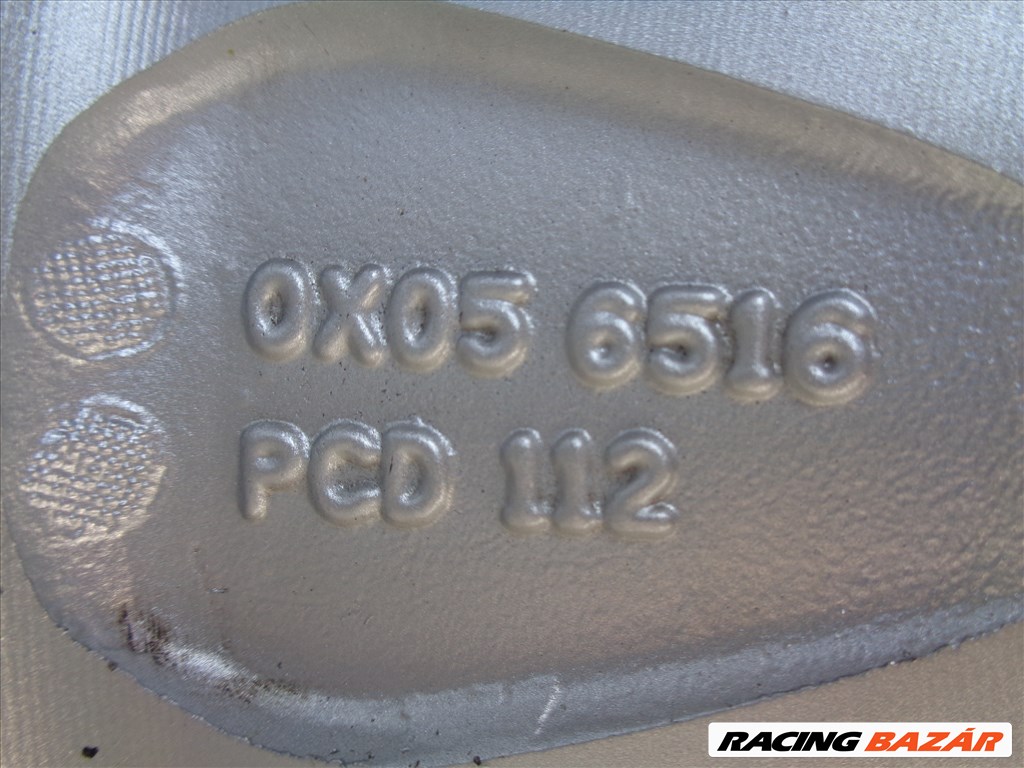 0X05 6516
PCD 112
RACING BAZÁR